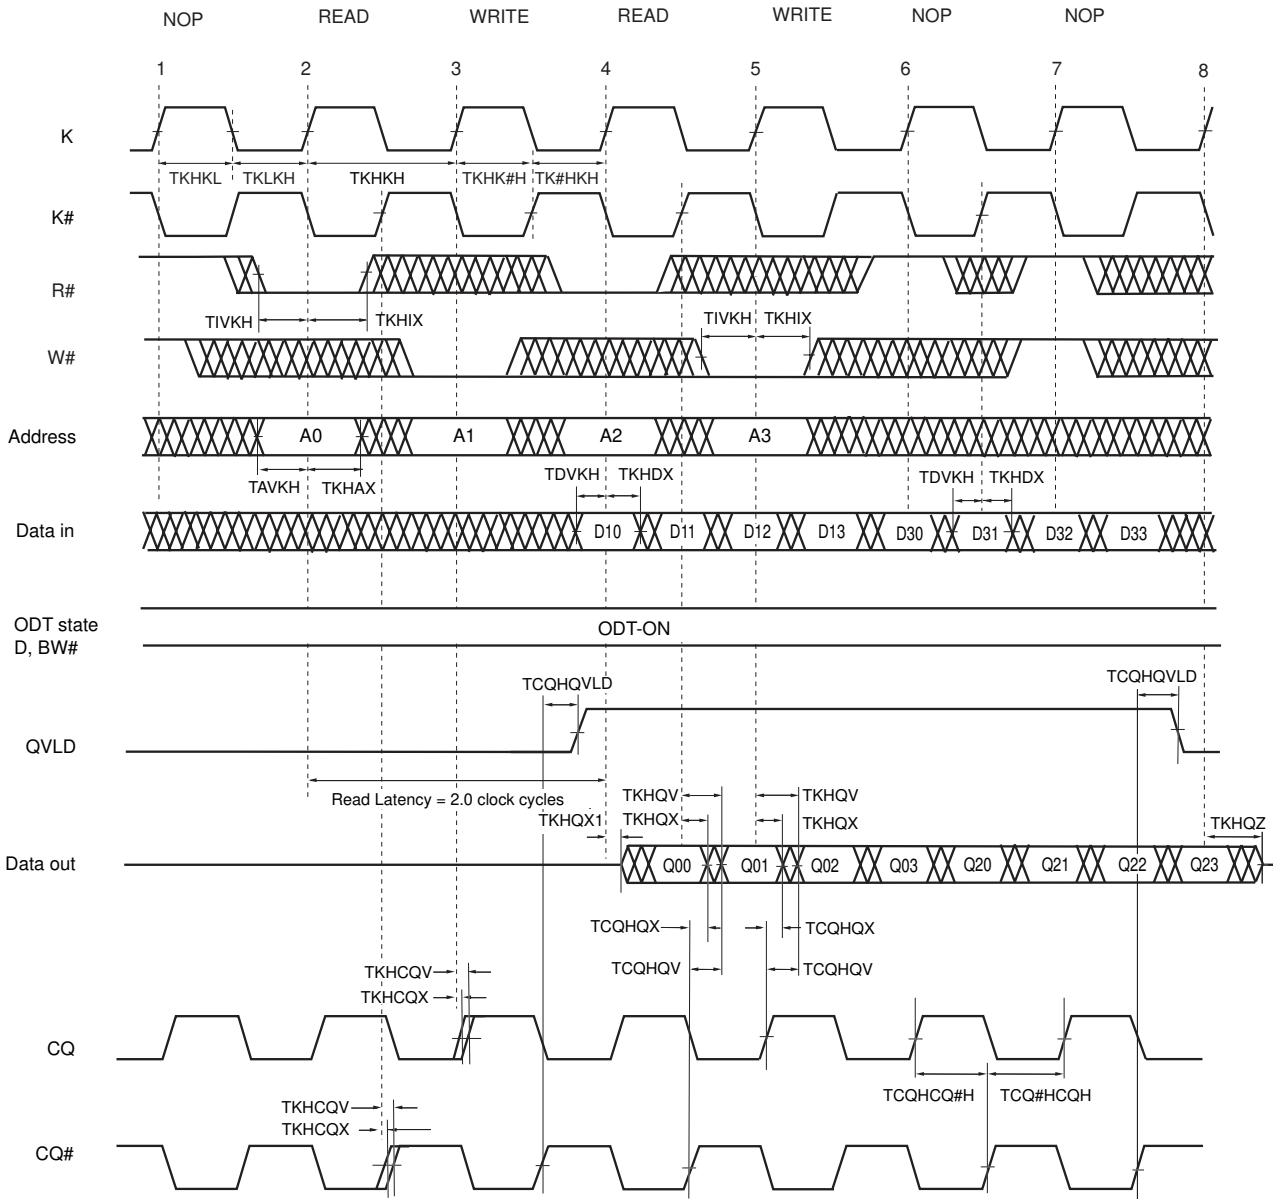 NOP READ WRITE READ WRITE NOP NOP
1 2 3 4 5 6 7 8
K
TKHKL TKLKH TKHKH TKHK#H TK#HKH
K#
R#
TIVKH TKHIX TIVKH TKHIX
W#
Address A0 A1 A2 A3
TAVKH TKHAX TDVKH TKHDX TDVKH TKHDX
Data in D10 D11 D12 D13 D30 D31 D32 D33
ODT state
D, BW#
ODT-ON
TCQHQVLD TCQHQVLD
QVLD
Read Latency = 2.0 clock cycles
TKHQV TKHQV
TKHQX1 TKHQX TKHQX TKHQZ
Data out Q00 Q01 Q02 Q03 Q20 Q21 Q22 Q23
TCQHQX TCQHQX
TCQHQV TCQHQV
TKHCQV
TKHCQX
CQ
TCQHCQ#H TCQ#HCQH
TKHCQV
TKHCQX
CQ#